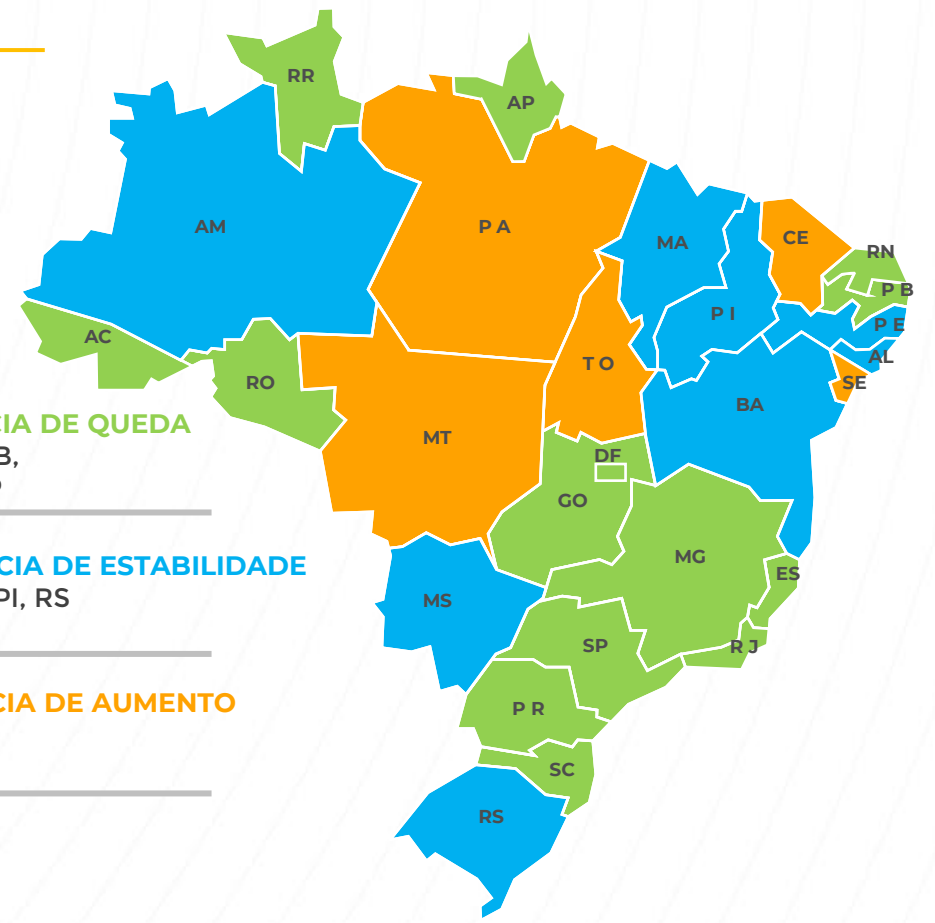 RR
AP
AM
P A
MA
CE
RN
P B
P I
P E
AC
AL
T O
RO
SE
BA
CIA DE QUEDA
MT
B,
DF
GO
MG
CIA DE ESTABILIDADE
ES
PI, RS
MS
SP
R J
CIA DE AUMENTO
P R
SC
RS